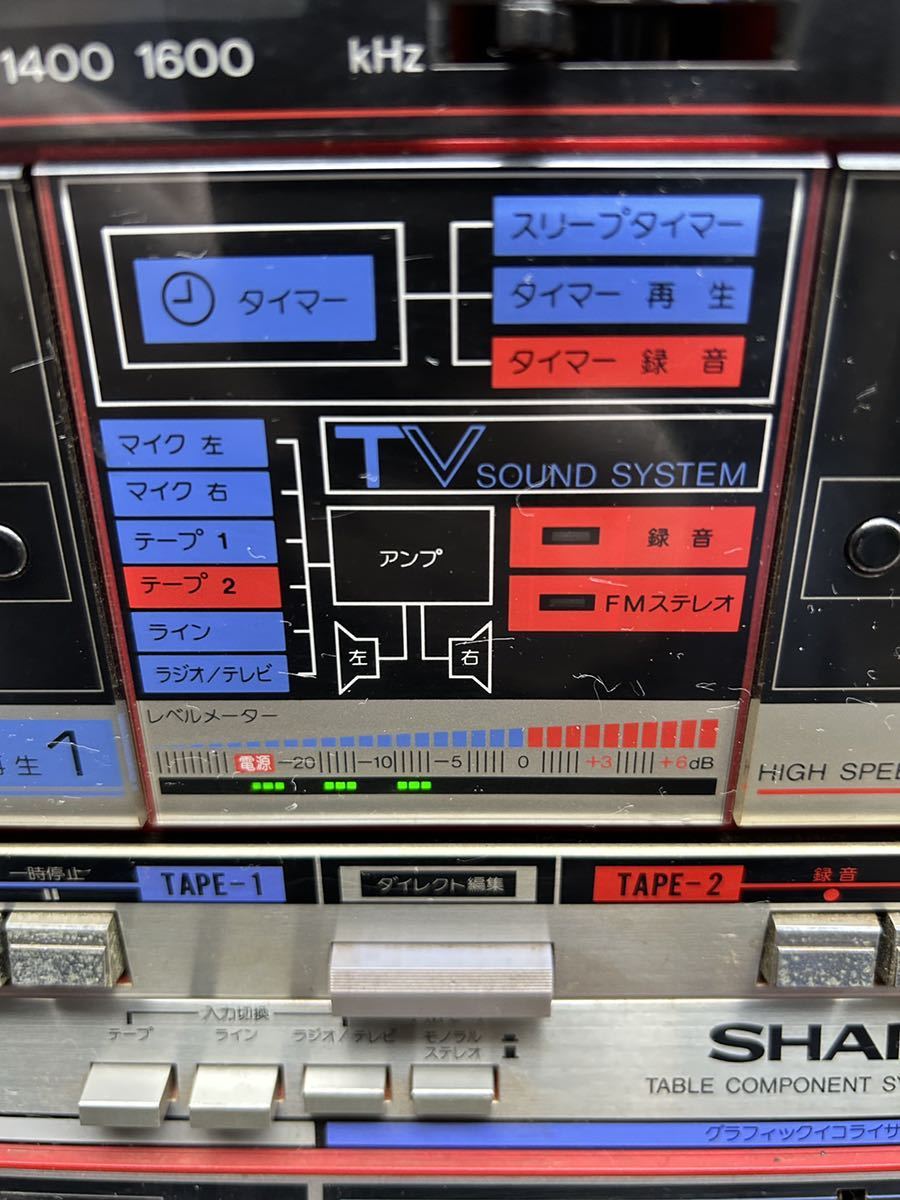 1400 1600 kHz
タイマー
スリープタイマー
タイマー 再生
タイマー 録音
TV SOUND SYSTEM
マイク 左
マイク 右
テープ 1
テープ 2
ライン
ラジオ/テレビ
アンプ
左
右
録音
FMステレオ
レベルメーター
電源 -20 -10 -5 0 +3 +6dB
生 1
HIGH SPEE
一時停止
TAPE-1
ダイレクト編集
TAPE-2
録音
入力切換
テープ
ライン
ラジオ/テレビ
モノラル
ステレオ
SHAR
TABLE COMPONENT SY
グラフィックイコライサ